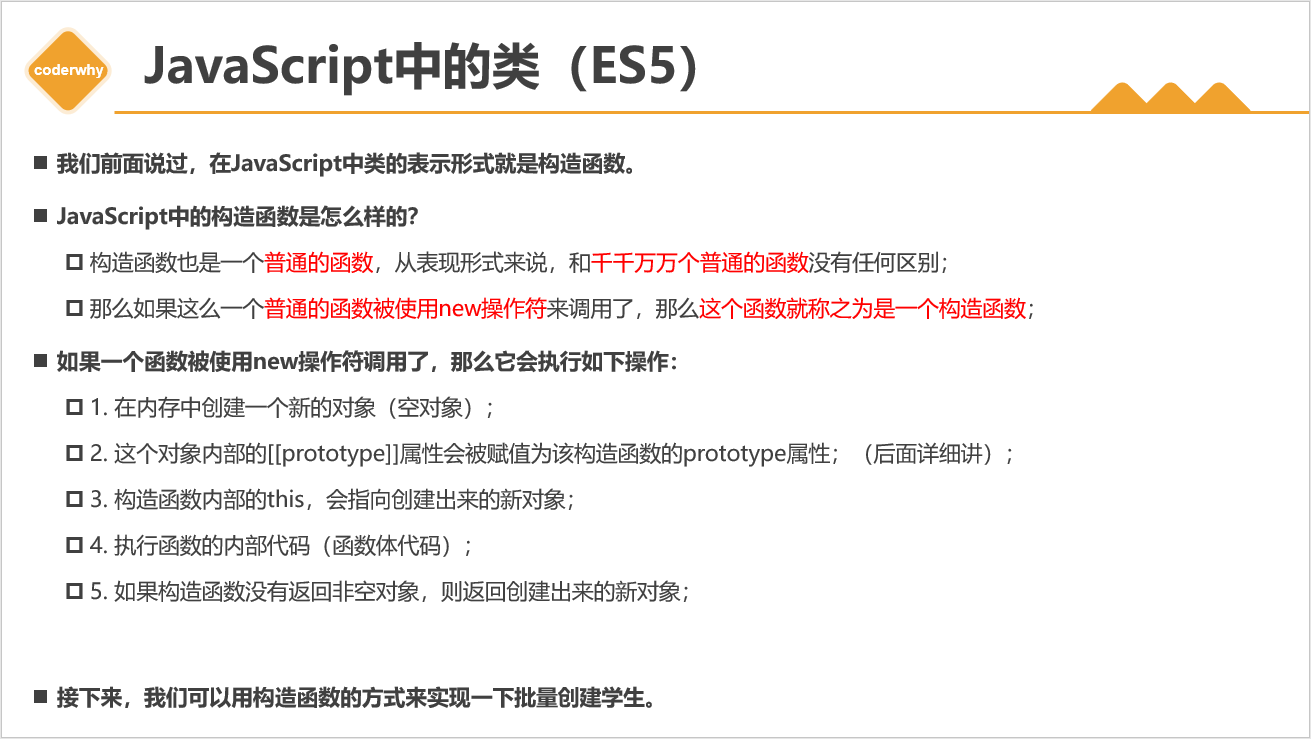 coderwhy
JavaScript中的类（ES5）
我们前面说过，在JavaScript中类的表示形式就是构造函数。
JavaScript中的构造函数是怎么样的？
构造函数也是一个普通的函数，从表现形式来说，和千千万万个普通的函数没有任何区别；
那么如果这么一个普通的函数被使用new操作符来调用了，那么这个函数就称之为是一个构造函数；
如果一个函数被使用new操作符调用了，那么它会执行如下操作：
1. 在内存中创建一个新的对象（空对象）；
2. 这个对象内部的[[prototype]]属性会被赋值为该构造函数的prototype属性；（后面详细讲）；
3. 构造函数内部的this，会指向创建出来的新对象；
4. 执行函数的内部代码（函数体代码）；
5. 如果构造函数没有返回非空对象，则返回创建出来的新对象；
接下来，我们可以用构造函数的方式来实现一下批量创建学生。